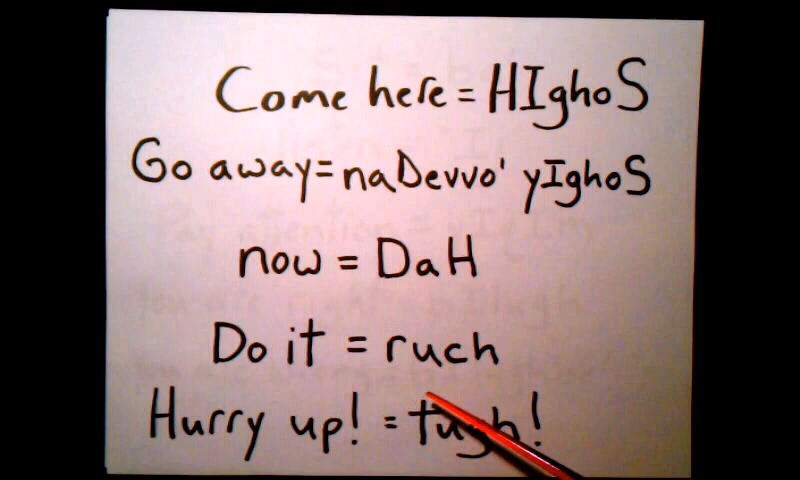 Come here = HIghoS
Go away = naDevvo' yIghoS
now = DaH
Do it = ruch
Hurry up! = tugh!